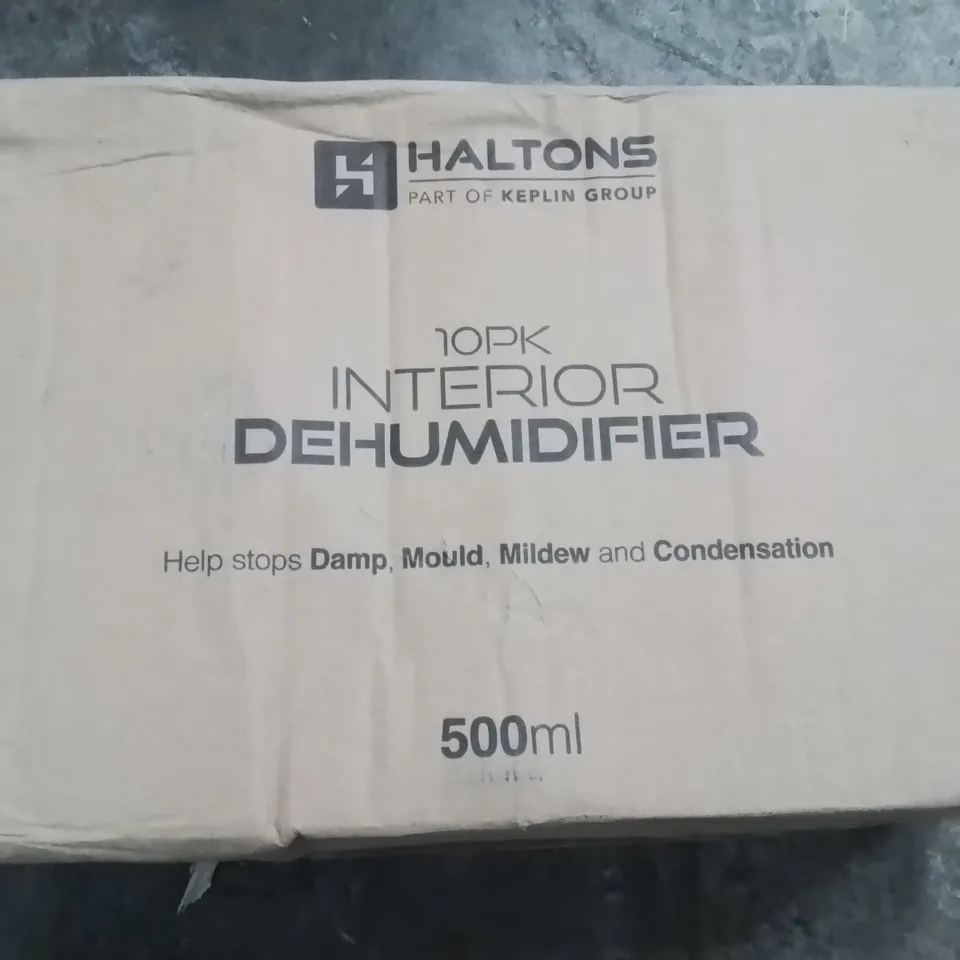 HALTONS
PART OF KEPLIN GROUP
10PK
INTERIOR
DEHUMIDIFIER
Help stops Damp, Mould, Mildew and Condensation
500ml